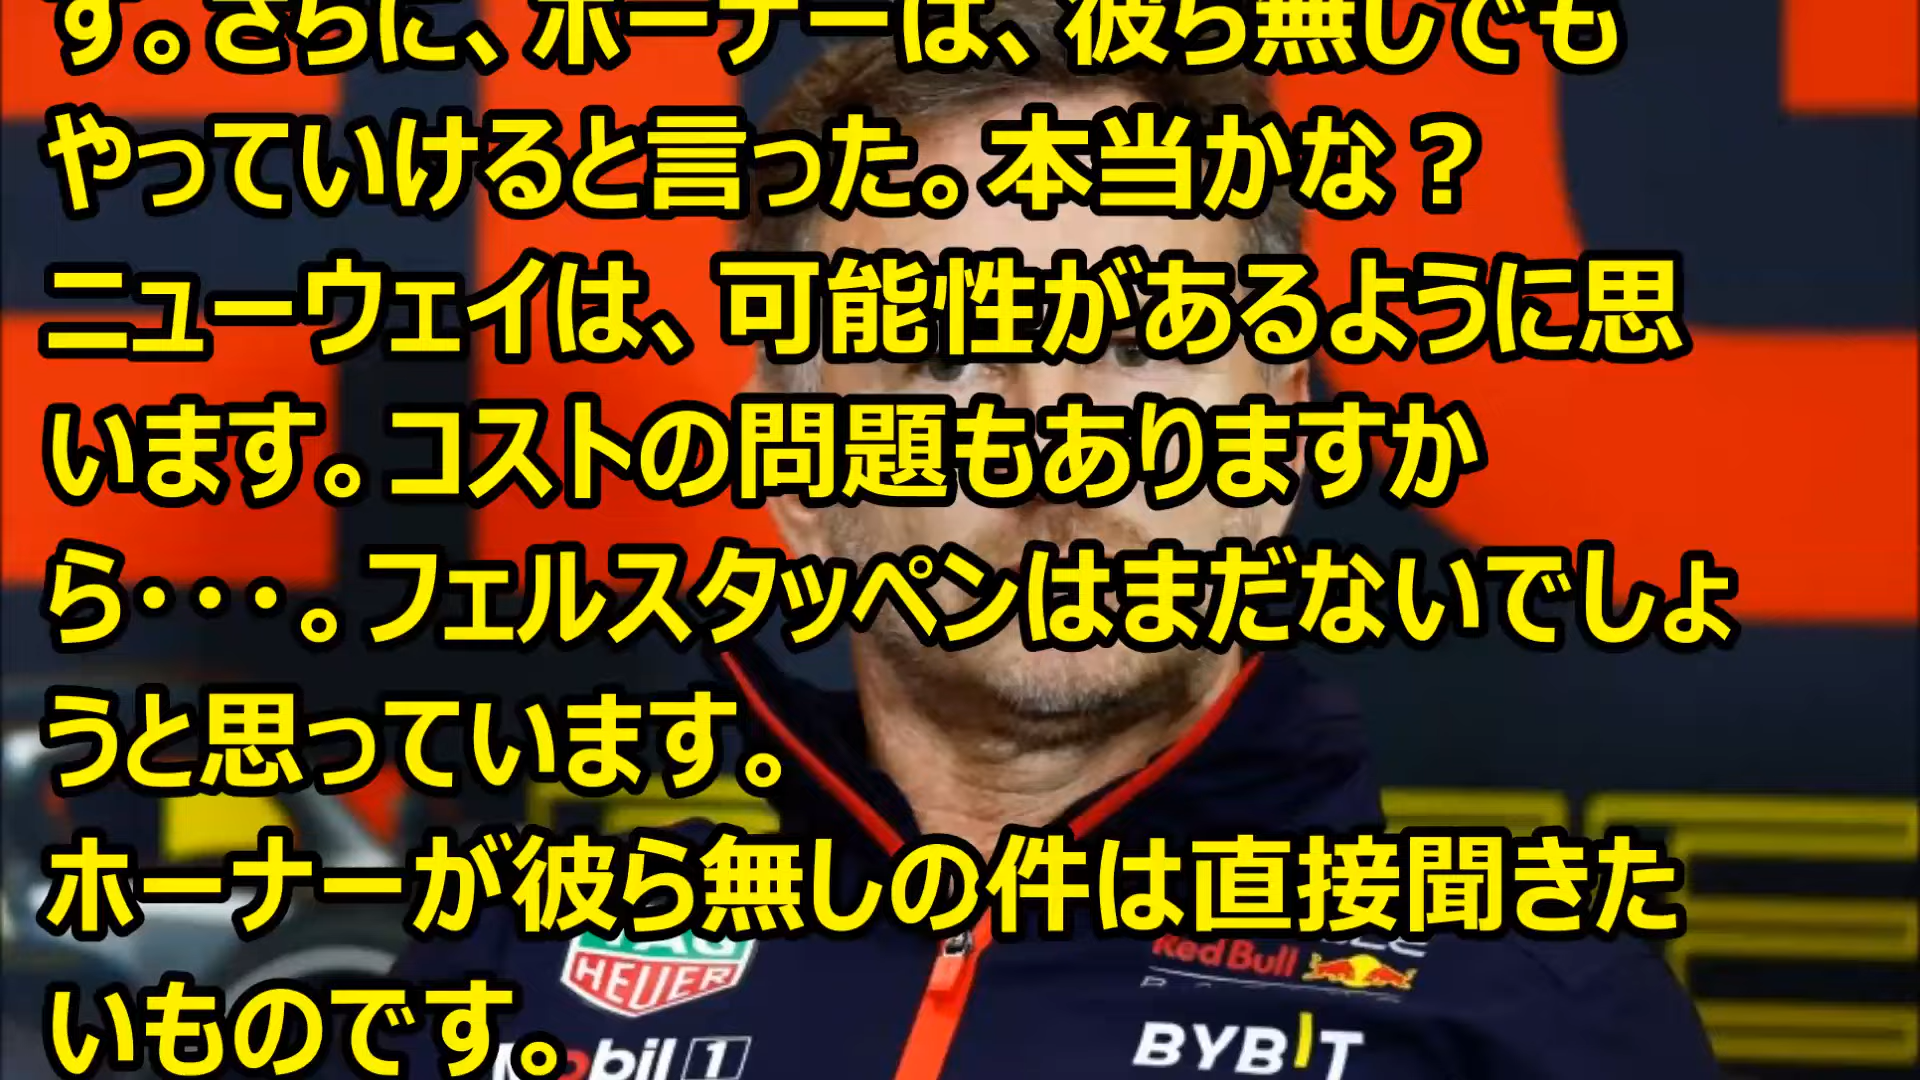 す。さらに、ホーナーは、彼ら無しでも
やっていけると言った。本当かな？
ニューウェイは、可能性があるように思
います。コストの問題もありますか
ら・・・。フェルスタッペンはまだないでしょ
うと思っています。
ホーナーが彼ら無しの件は直接聞きた
いものです。
TAG
HEUER
Mobil 1
Red Bull
BYBIT